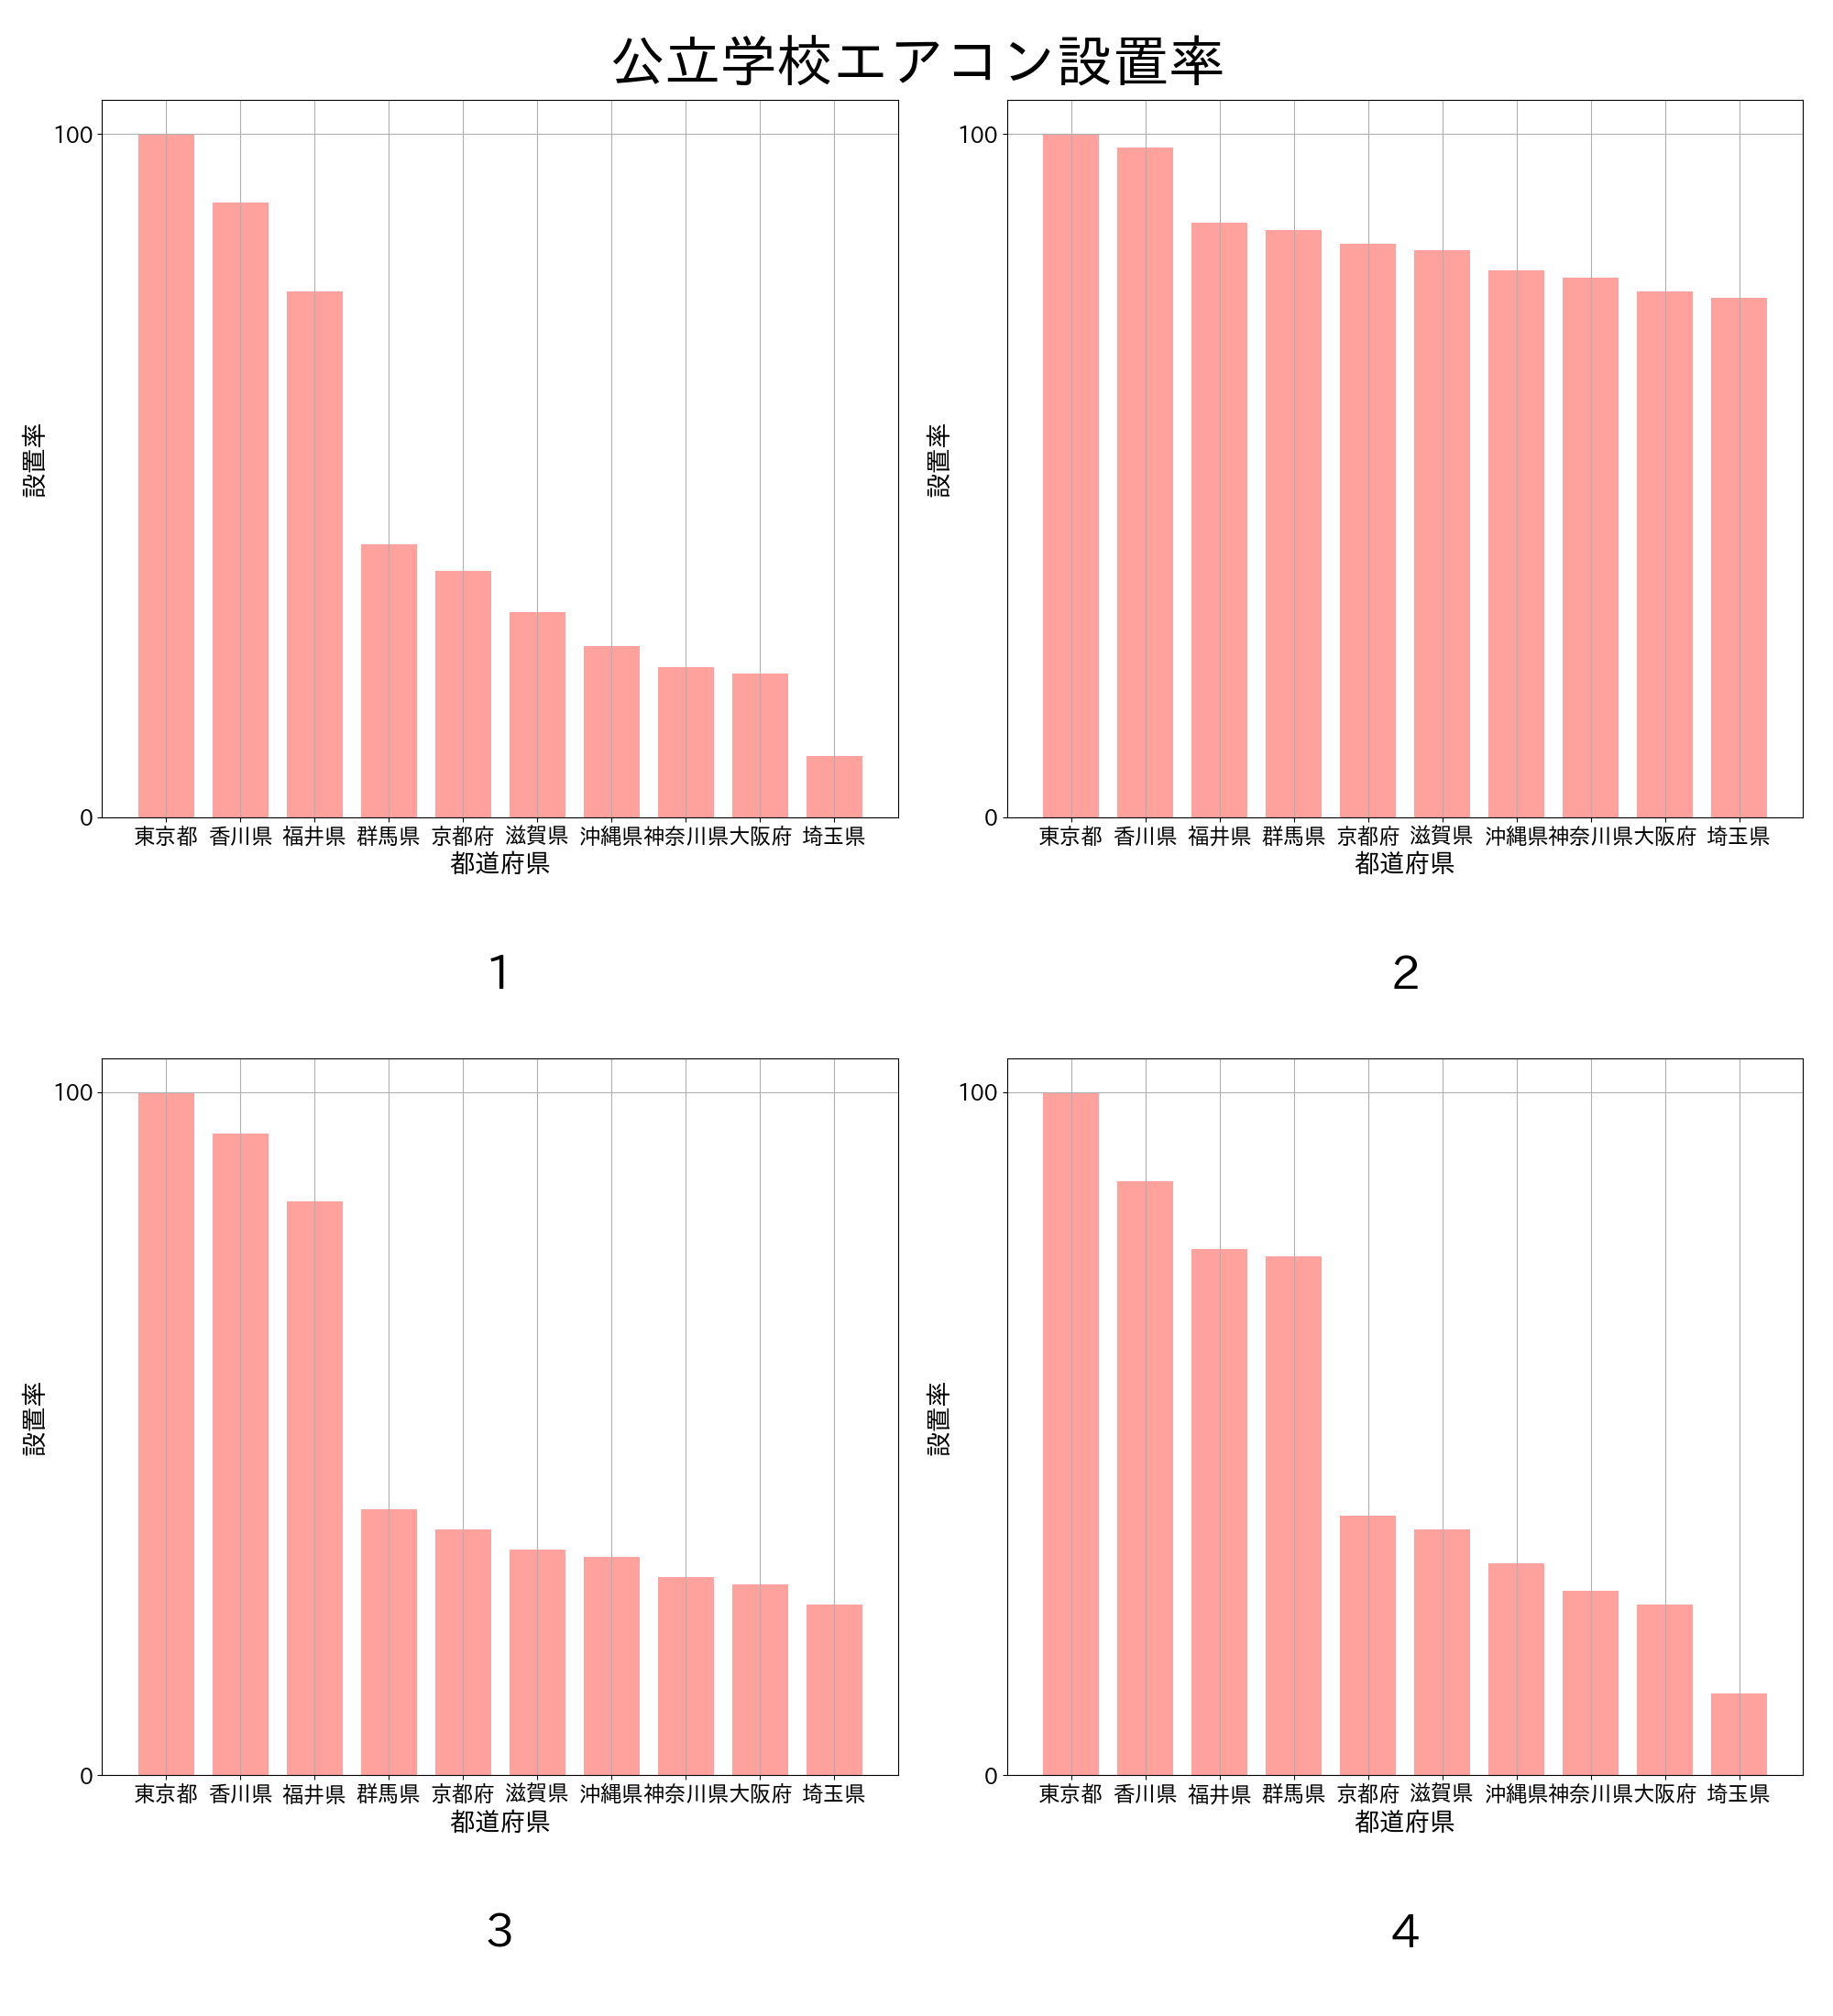 公立学校エアコン設置率
100
設置率
0
東京都 香川県 福井県 群馬県 京都府 滋賀県 沖縄県 神奈川県 大阪府 埼玉県
都道府県
1
100
設置率
0
東京都 香川県 福井県 群馬県 京都府 滋賀県 沖縄県 神奈川県 大阪府 埼玉県
都道府県
2
100
設置率
0
東京都 香川県 福井県 群馬県 京都府 滋賀県 沖縄県 神奈川県 大阪府 埼玉県
都道府県
3
100
設置率
0
東京都 香川県 福井県 群馬県 京都府 滋賀県 沖縄県 神奈川県 大阪府 埼玉県
都道府県
4